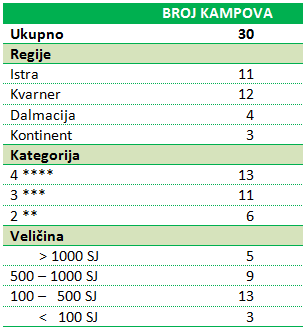 BROJ KAMPOVA
Ukupno 30
Regije
Istra 11
Kvarner 12
Dalmacija 4
Kontinent 3
Kategorija
4 **** 13
3 *** 11
2 ** 6
Veličina
> 1000 SJ 5
500 – 1000 SJ 9
100 – 500 SJ 13
< 100 SJ 3